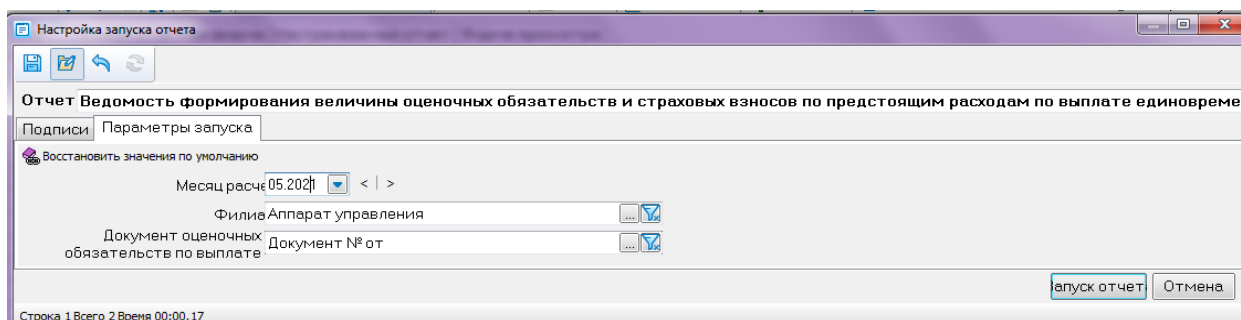 Настройка запуска отчета
Отчет Ведомость формирования величины оценочных обязательств и страховых взносов по предстоящим расходам по выплате единовреме
Подписи Параметры запуска
Восстановить значения по умолчанию
Месяц расче 05.2021 < | >
Филиа Аппарат управления ...
Документ оценочных
обязательств по выплате Документ № от ...
Запуск отчет Отмена
Строка 1 Всего 2 Время 00:00.17